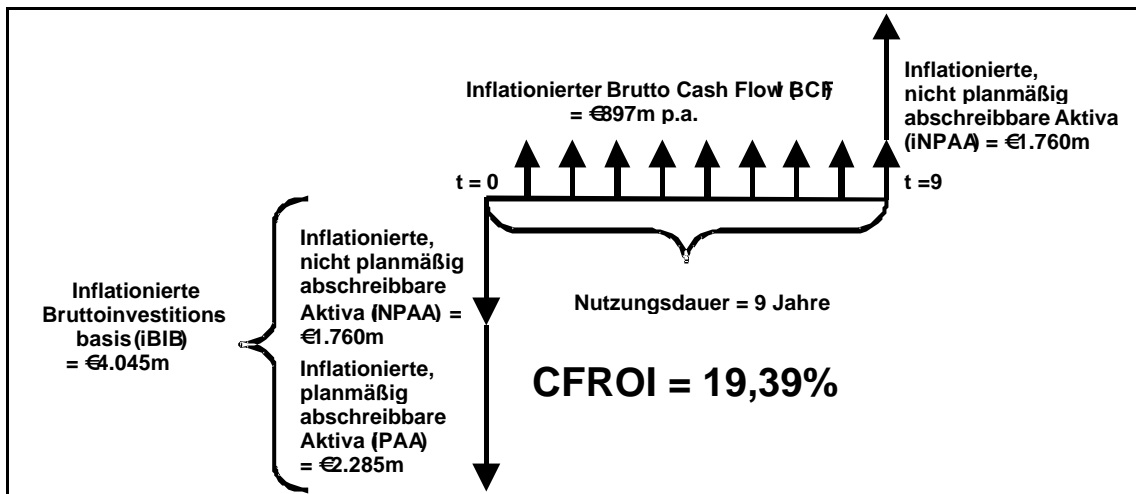 Inflationierter Brutto Cash Flow (BCF)
= €897m p.a.
Inflationierte,
nicht planmäßig
abschreibbare Aktiva
(iNPAA) = €1.760m
t = 0
t =9
Inflationierte
Bruttoinvestitions
basis (iBIB)
= €4.045m
Inflationierte,
nicht planmäßig
abschreibbare
Aktiva (iNPAA) =
€1.760m
Inflationierte,
planmäßig
abschreibbare
Aktiva (iPAA)
= €2.285m
Nutzungsdauer = 9 Jahre
CFROI = 19,39%